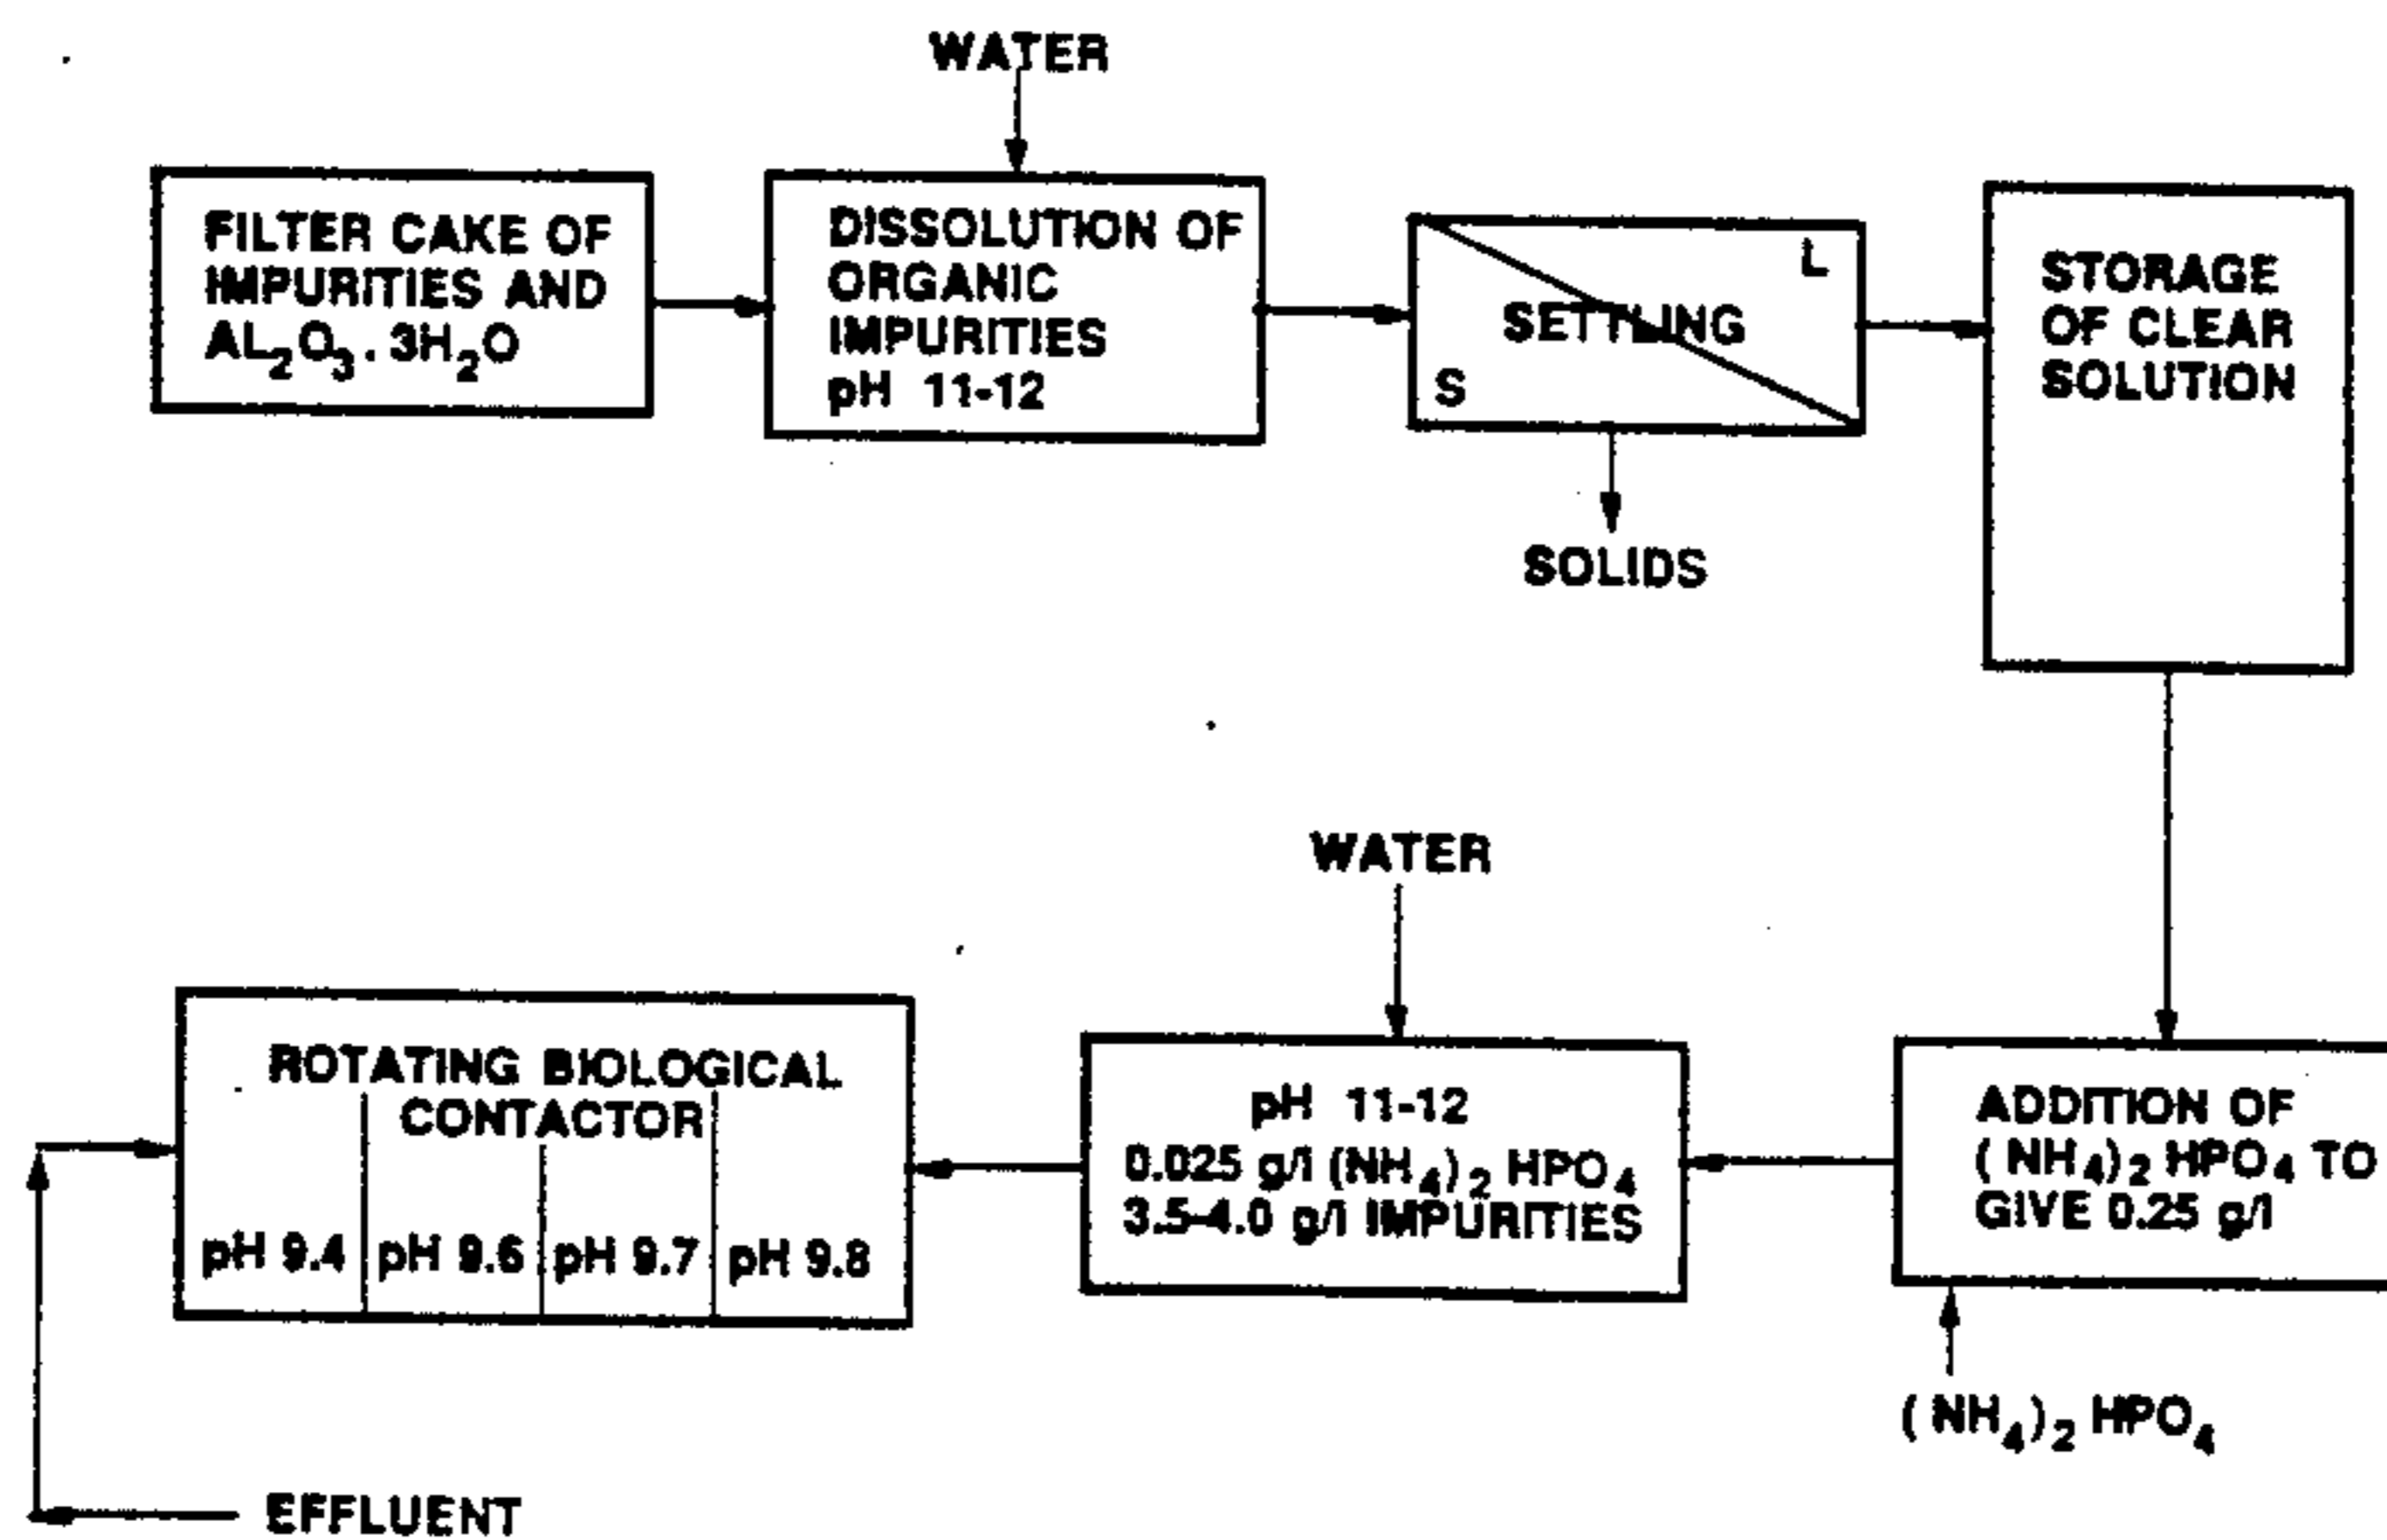 WATER
FILTER CAKE OF
IMPURITIES AND
AL₂O₃ . 3H₂O
DISSOLUTION OF
ORGANIC
IMPURITIES
pH 11-12
L
SETTLING
S
SOLIDS
STORAGE
OF CLEAR
SOLUTION
WATER
ROTATING BIOLOGICAL
CONTACTOR
pH 9.4 pH 9.6 pH 9.7 pH 9.8
pH 11-12
0.025 g/l (NH₄)₂ HPO₄
3.5-4.0 g/l IMPURITIES
ADDITION OF
( NH₄)₂ HPO₄ TO
GIVE 0.25 g/l
( NH₄)₂ HPO₄
EFFLUENT